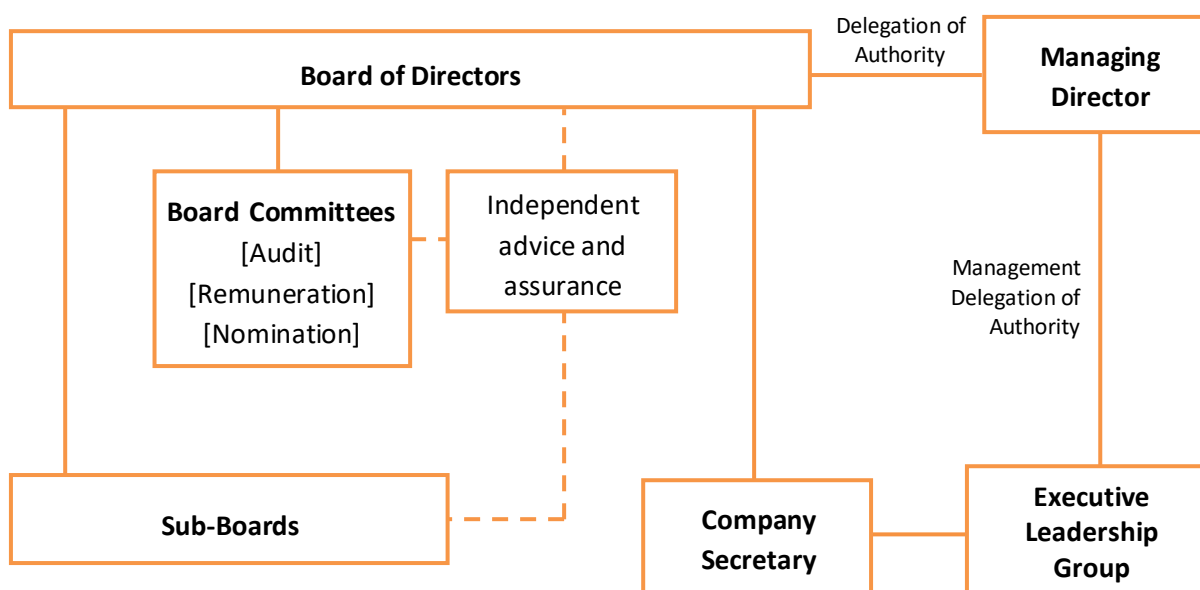 Board of Directors
Delegation of
Authority
Managing
Director
Board Committees
[Audit]
[Remuneration]
[Nomination]
Independent
advice and
assurance
Management
Delegation of
Authority
Sub-Boards
Company
Secretary
Executive
Leadership
Group